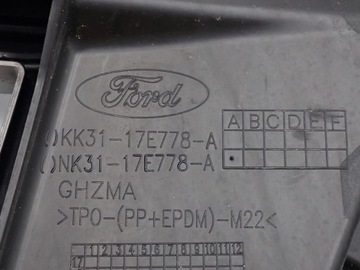 Ford
()KK31-17E778-A
()NK31-17E778-A
A B C D E F
GHZMA
>TPO-(PP+EPDM)-M22<
1 2 3 4 5 6 7 8 9 10 11 12
17